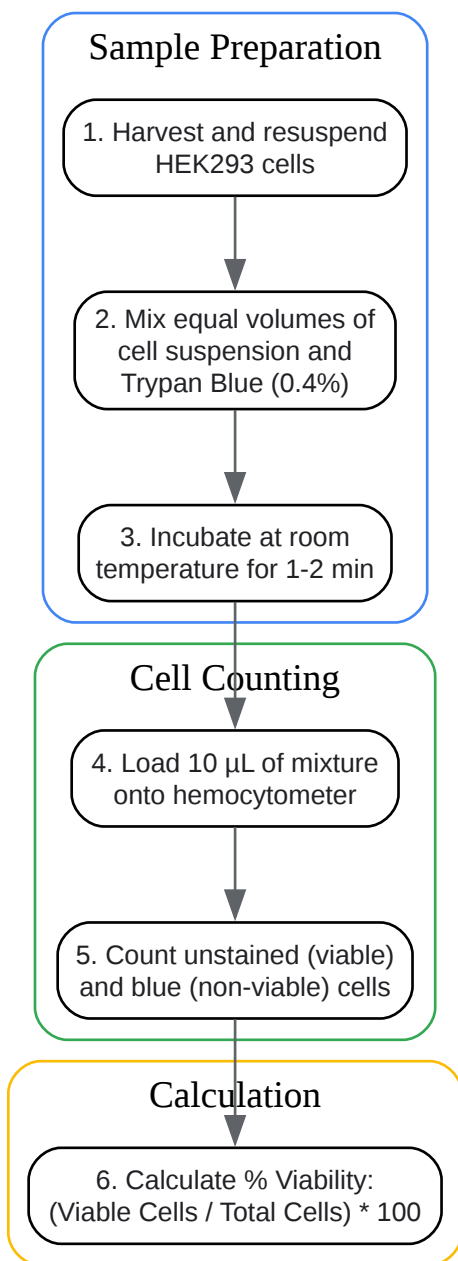 Sample Preparation
1. Harvest and resuspend
HEK293 cells
2. Mix equal volumes of
cell suspension and
Trypan Blue (0.4%)
3. Incubate at room
temperature for 1-2 min
Cell Counting
4. Load 10 µL of mixture
onto hemocytometer
5. Count unstained (viable)
and blue (non-viable) cells
Calculation
6. Calculate % Viability:
(Viable Cells / Total Cells) * 100